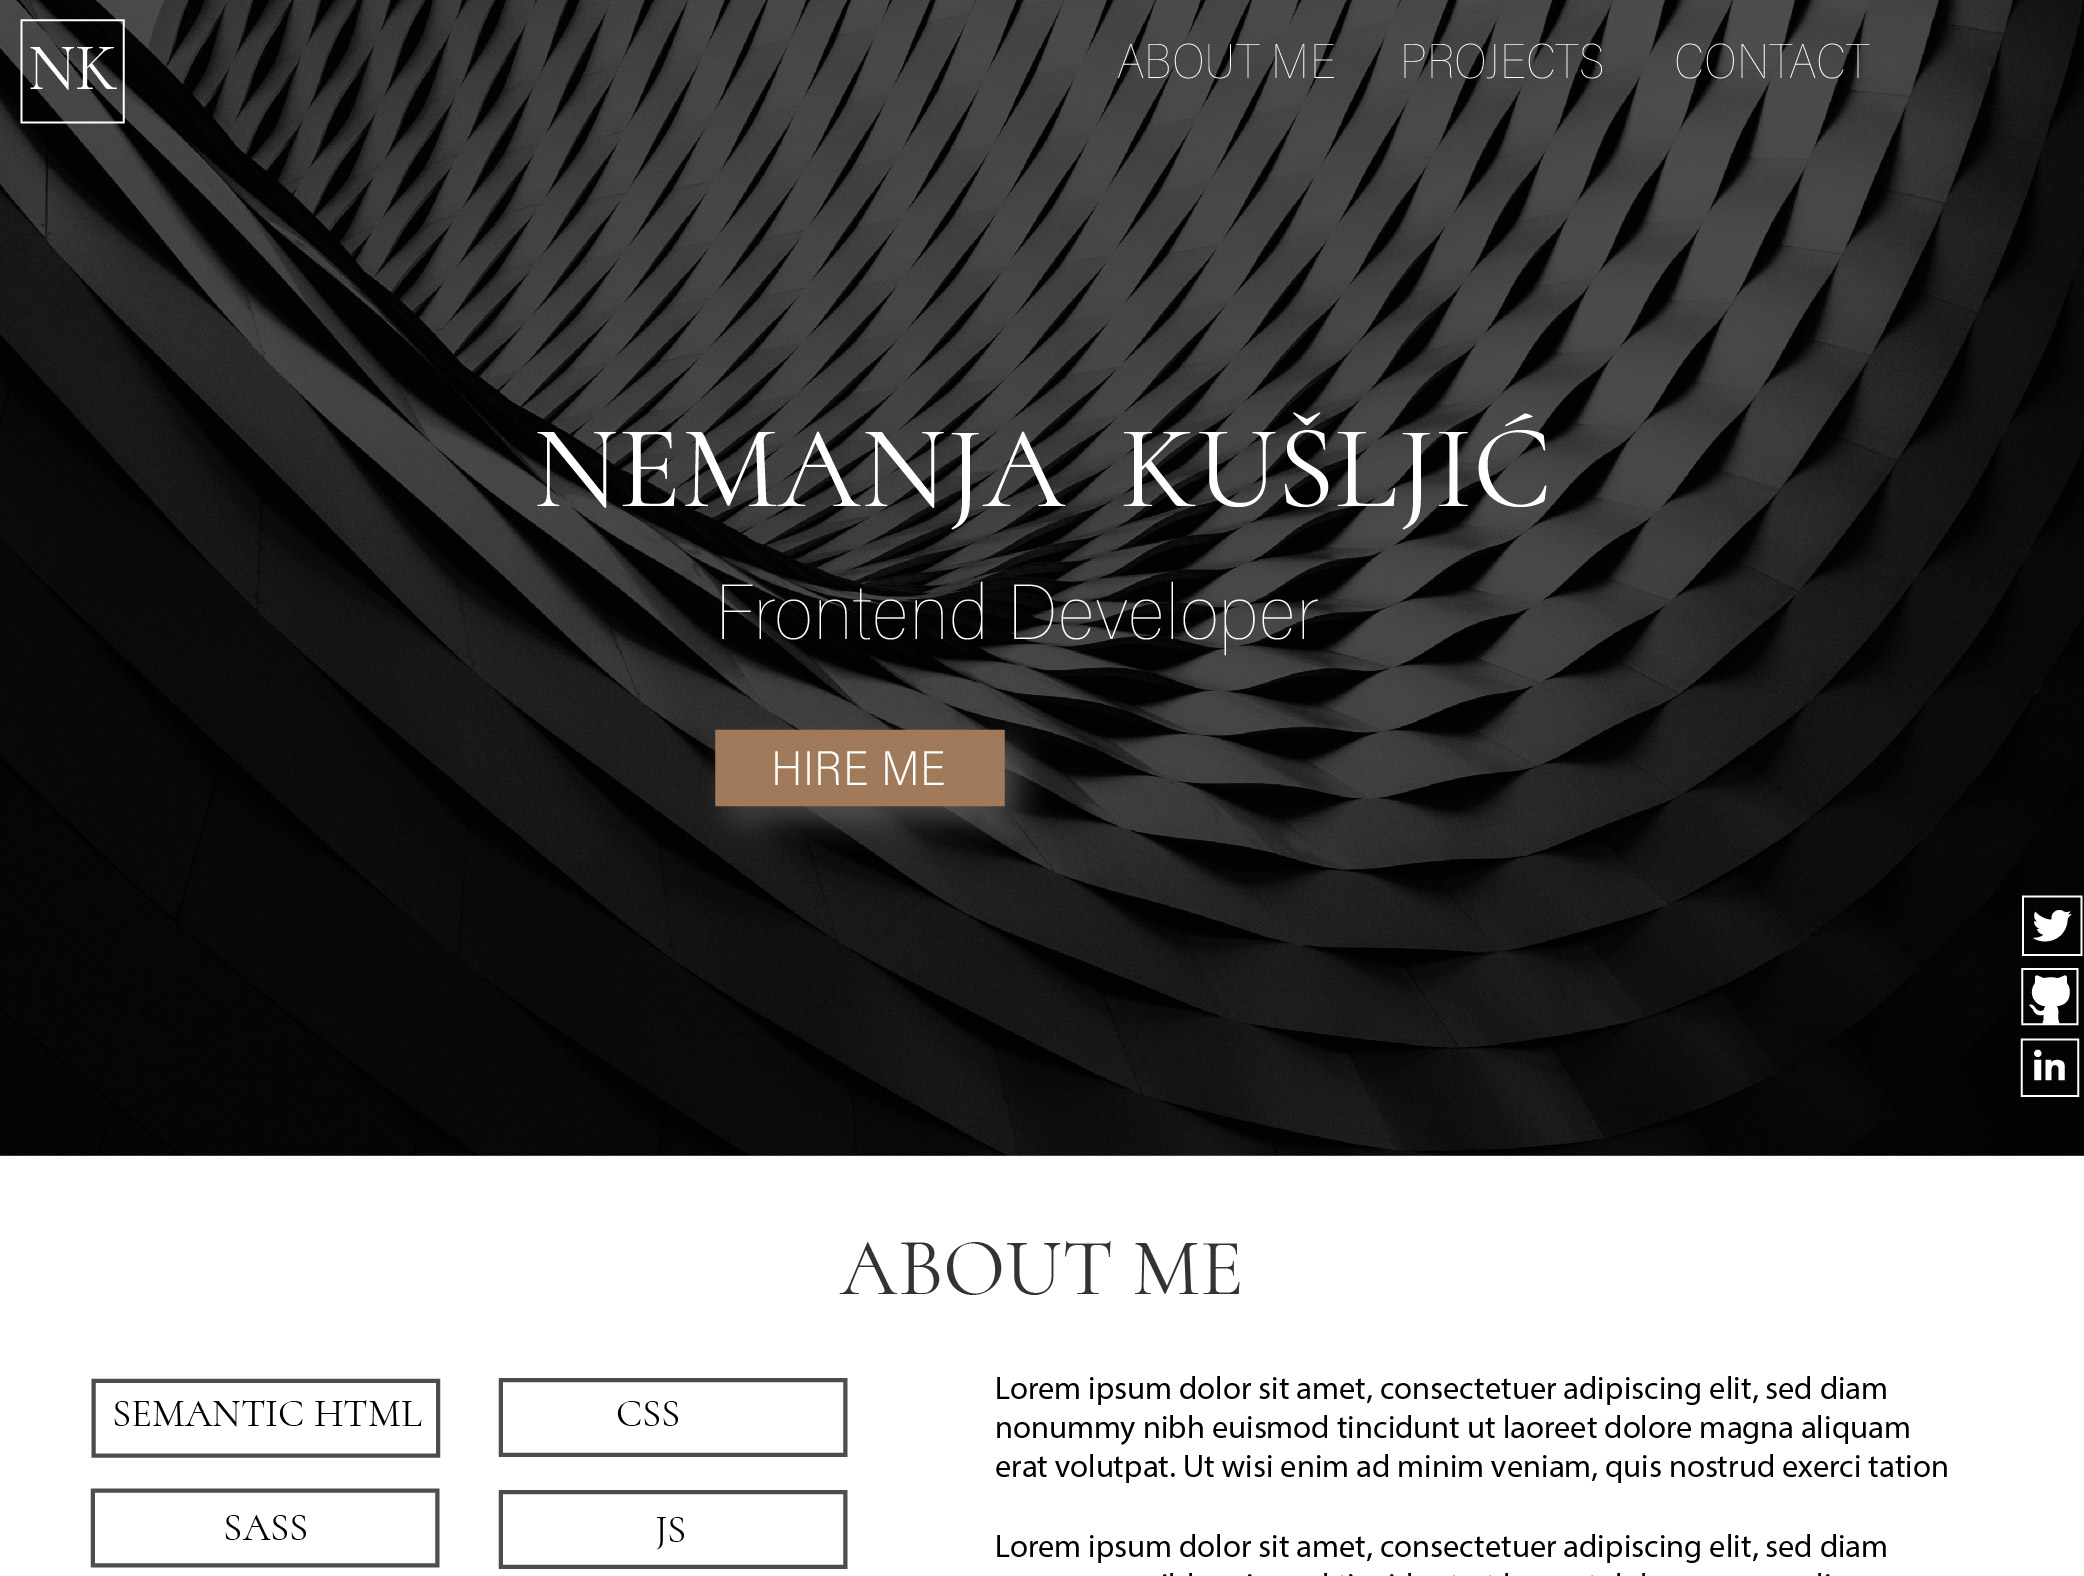 NK
ABOUT ME PROJECTS CONTACT
NEMANJA KUŠLJIĆ
Frontend Developer
HIRE ME
in
ABOUT ME
SEMANTIC HTML
CSS
SASS
JS
Lorem ipsum dolor sit amet, consectetuer adipiscing elit, sed diam
nonummy nibh euismod tincidunt ut laoreet dolore magna aliquam
erat volutpat. Ut wisi enim ad minim veniam, quis nostrud exerci tation
Lorem ipsum dolor sit amet, consectetuer adipiscing elit, sed diam